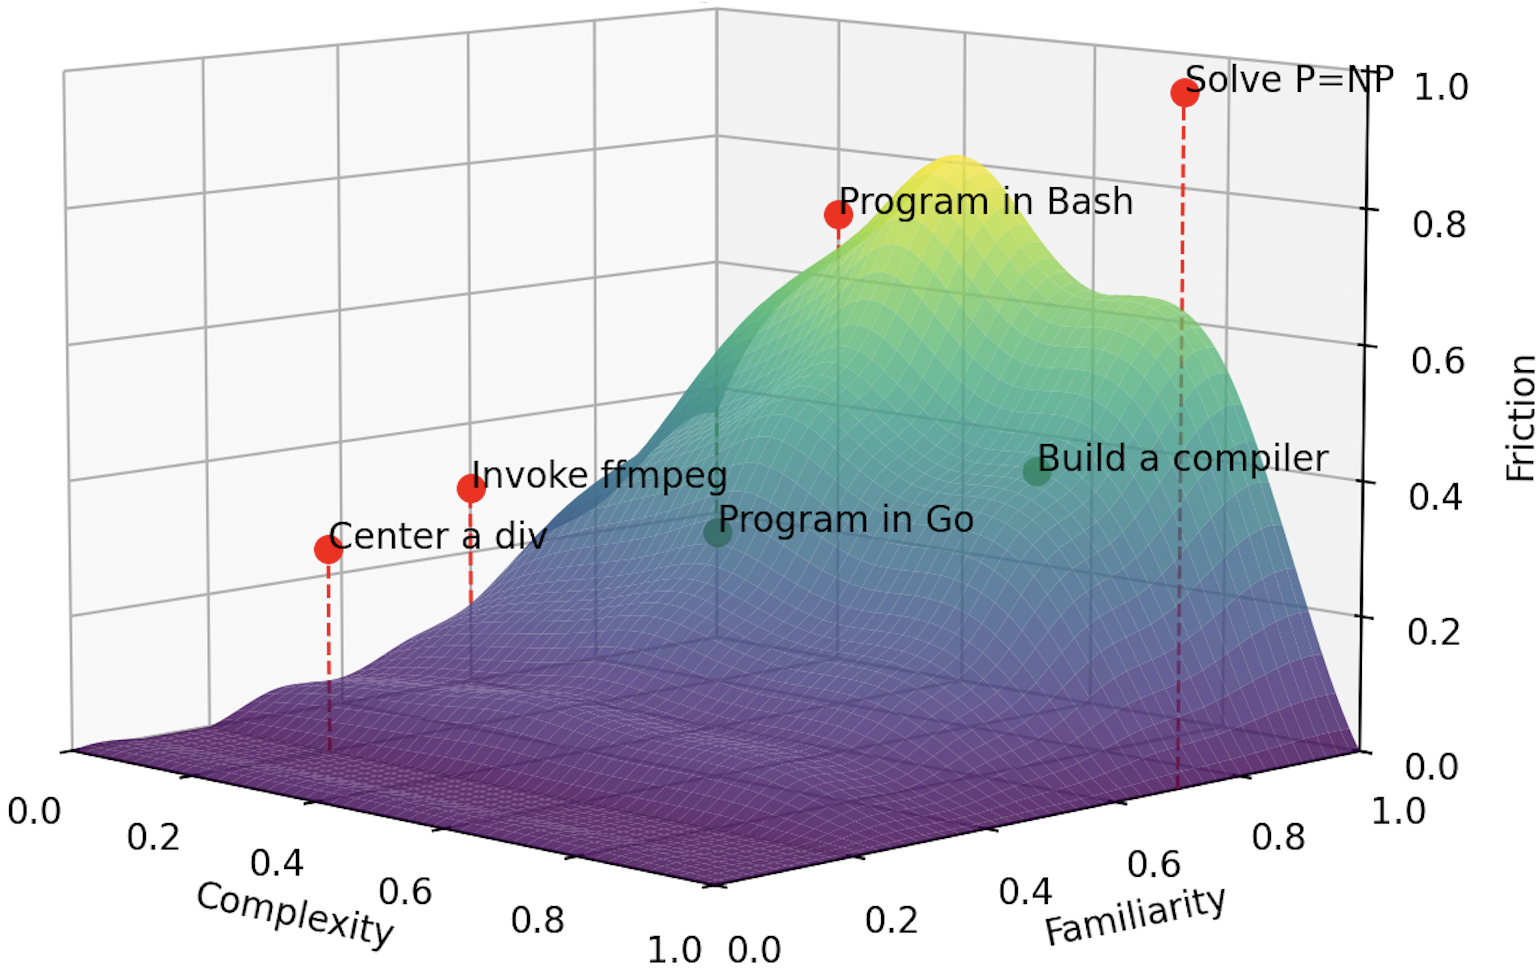 Solve P=NP
Program in Bash
Build a compiler
Invoke ffmpeg
Program in Go
Center a div
1.0
0.8
0.6
0.4
0.2
0.0
Friction
0.0
0.2
0.4
0.6
0.8
1.0
Complexity
0.0
0.2
0.4
0.6
0.8
1.0
Familiarity